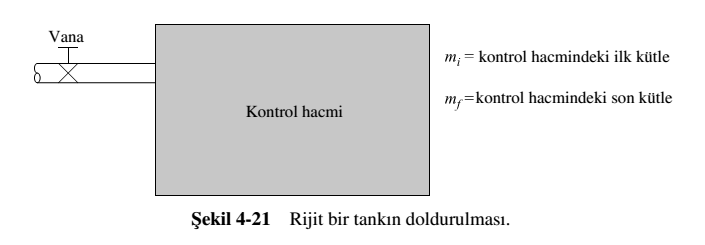 Vana
m_i = kontrol hacmindeki ilk kütle
m_f =kontrol hacmindeki son kütle
Kontrol hacmi
Şekil 4-21 Rijit bir tankın doldurulması.